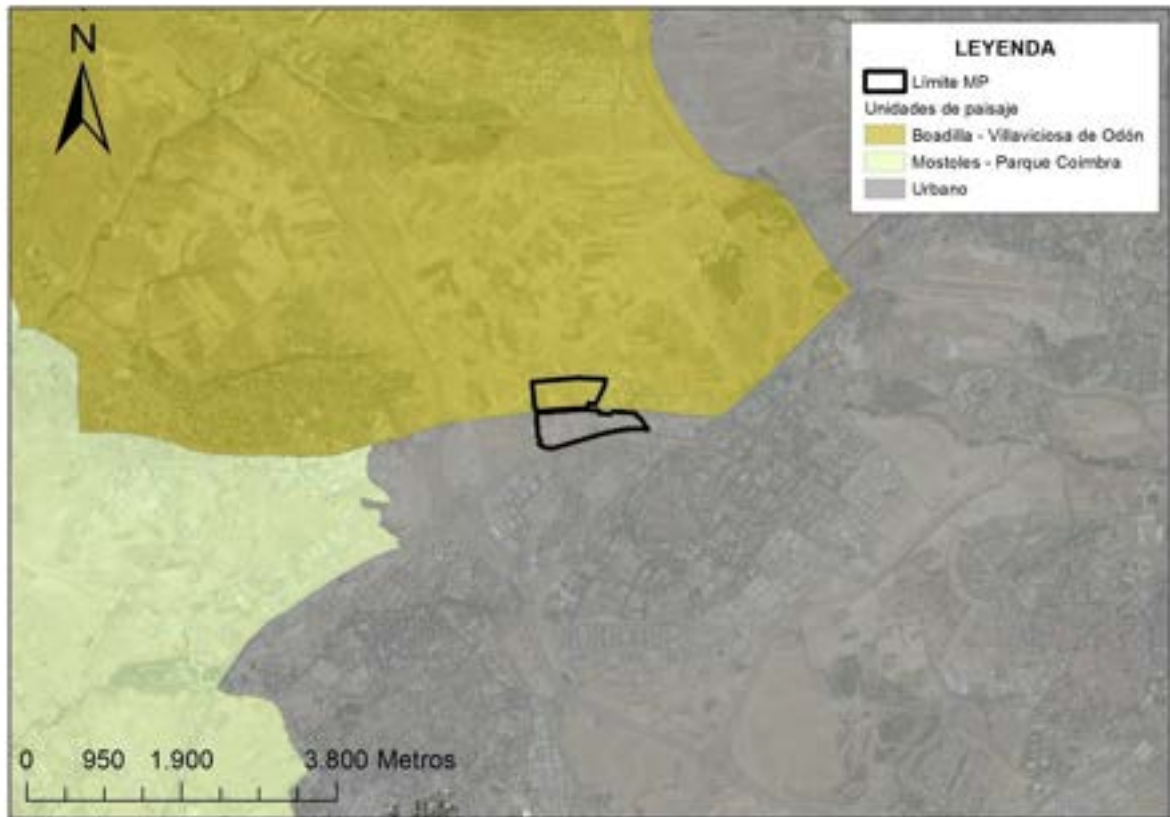 N
LEYENDA
Límite MP
Unidades de paisaje
Boadilla - Villaviciosa de Odón
Mostoles - Parque Coimbra
Urbano
0 950 1.900 3.800 Metros